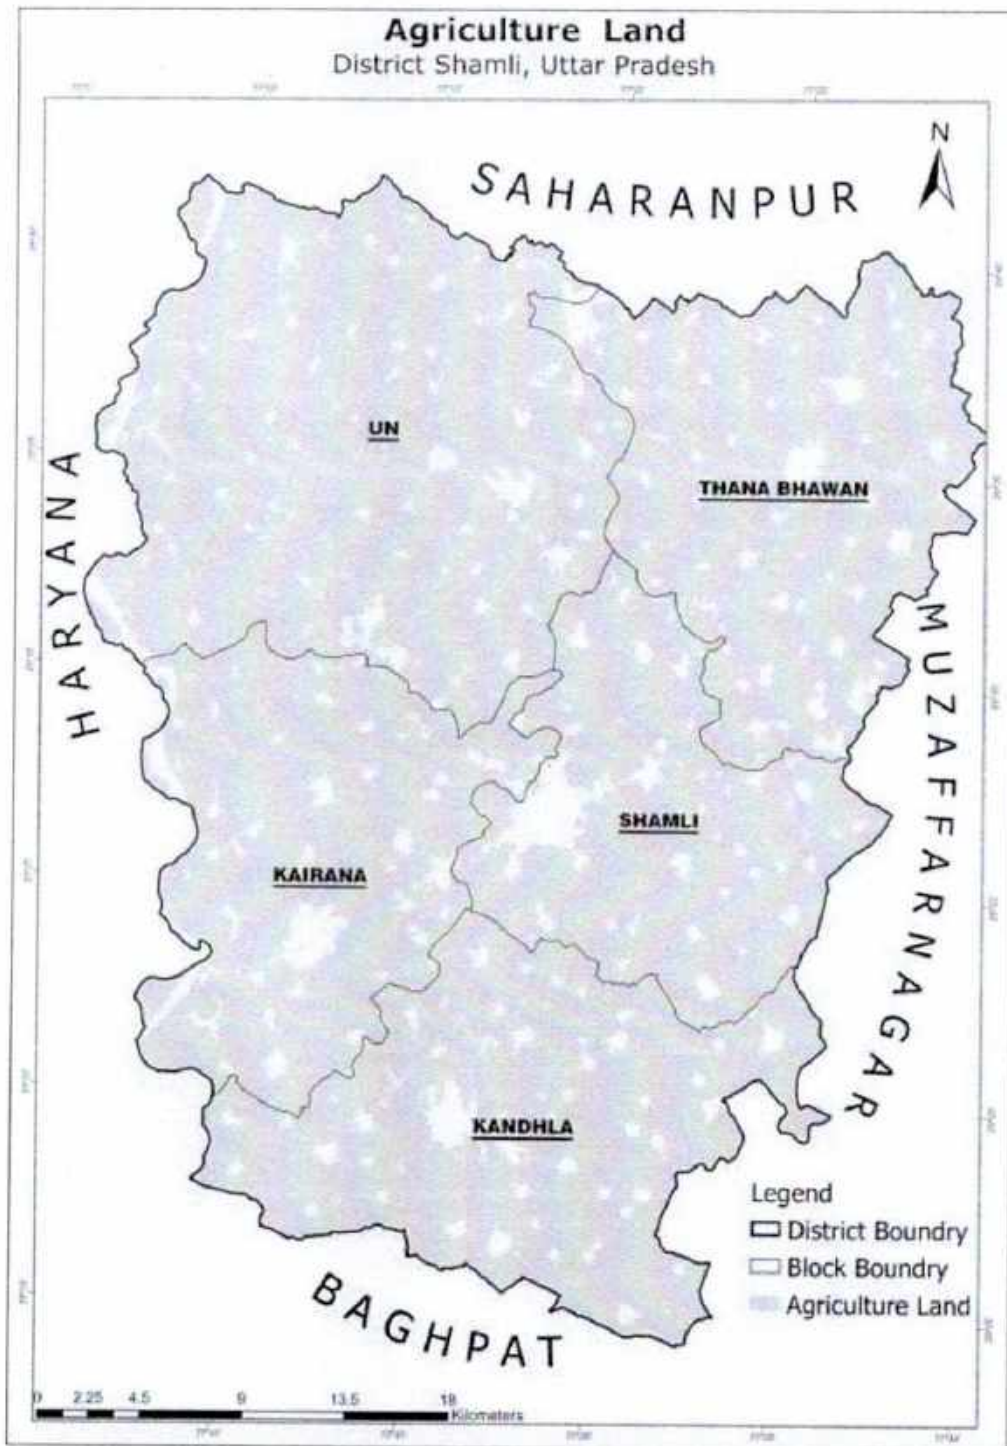 Agriculture Land
District Shamli, Uttar Pradesh
N
SAHARANPUR
UN
THANA BHAWAN
HARYANA
MUZAFFARNAGAR
SHAMLI
KAIRANA
KANDHLA
Legend
District Boundry
Block Boundry
Agriculture Land
BAGHPAT
0 2.25 4.5 9 13.5 18
Kilometers